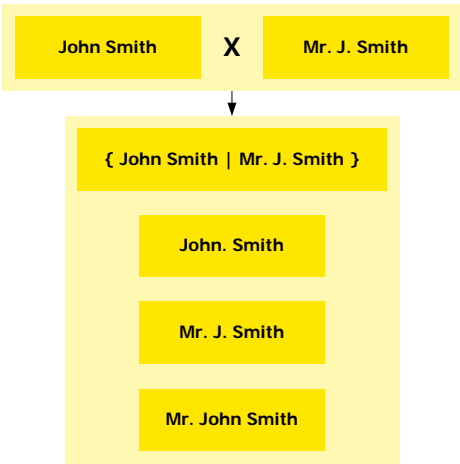 John Smith X Mr. J. Smith
{ John Smith | Mr. J. Smith }
John. Smith
Mr. J. Smith
Mr. John Smith